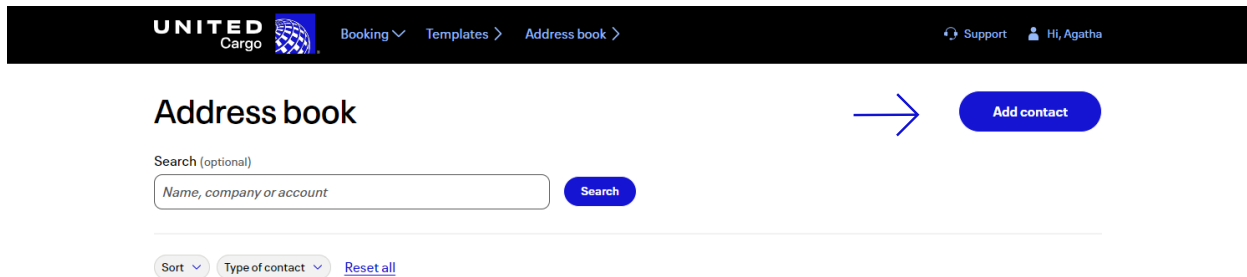 UNITED
Cargo
Booking Templates Address book Support Hi, Agatha
Address book
Add contact
Search (optional)
Name, company or account
Search
Sort Type of contact Reset all